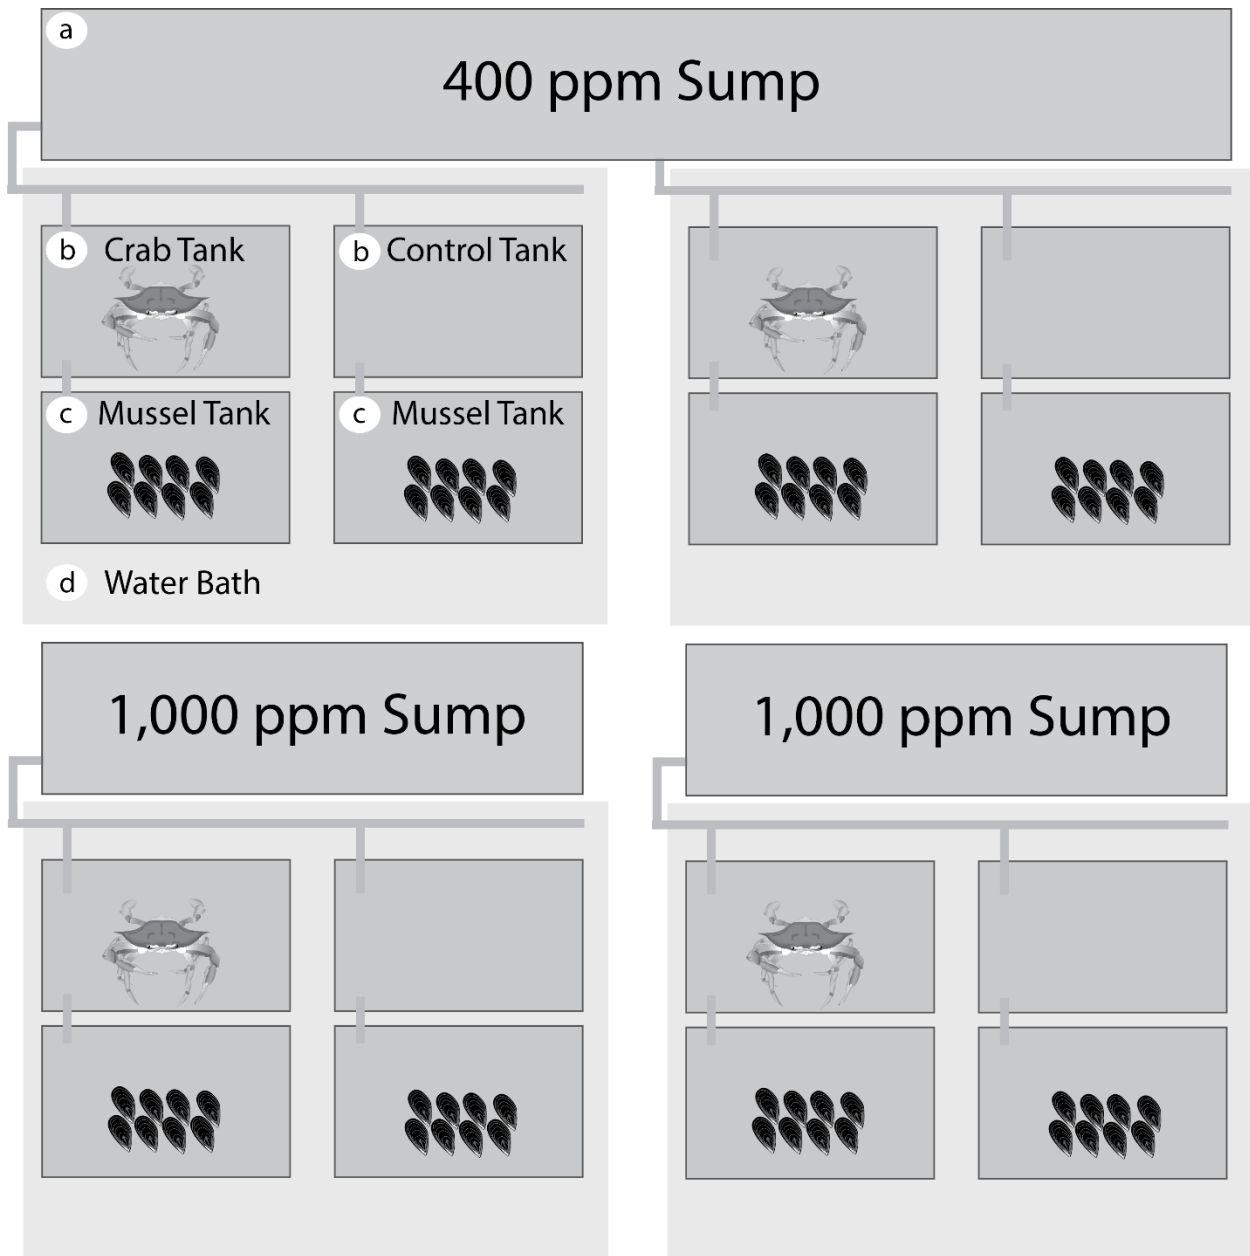 a
400 ppm Sump
b Crab Tank
b Control Tank
c Mussel Tank
c Mussel Tank
d Water Bath
1,000 ppm Sump
1,000 ppm Sump